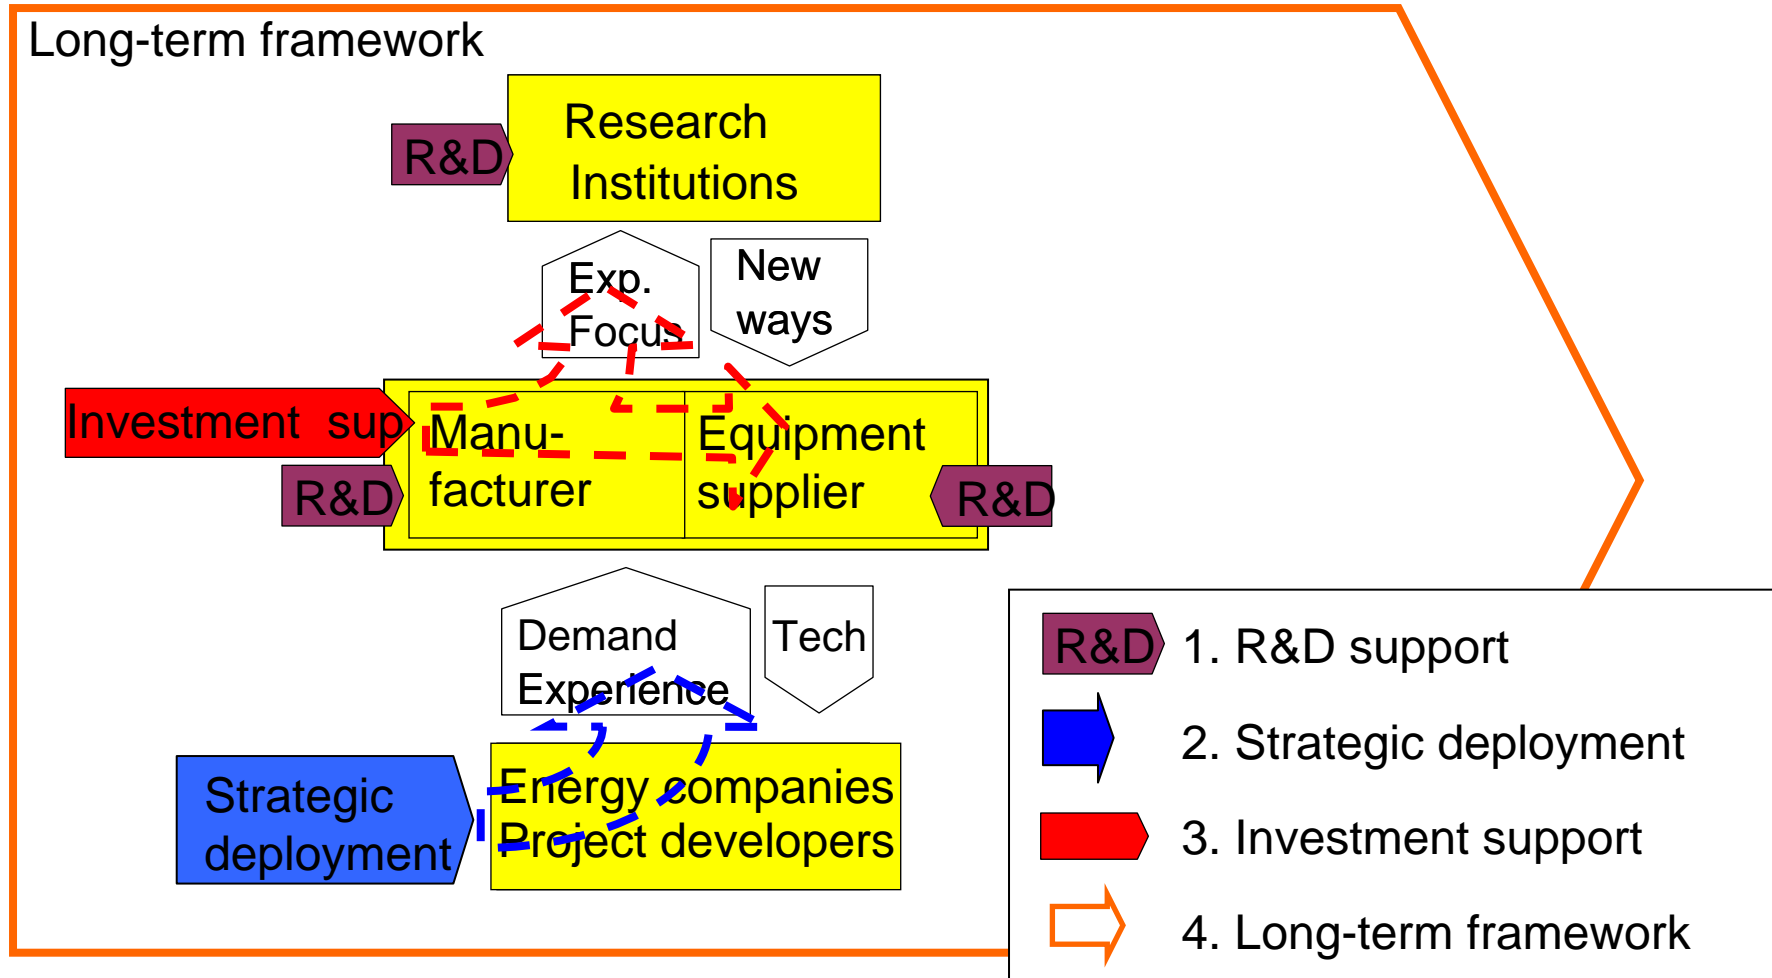 Long-term framework
Research
Institutions
R&D
Exp.
Focus
New
ways
Investment sup
Manu-
facturer
Equipment
supplier
R&D
R&D
Demand
Experience
Tech
Strategic
deployment
Energy companies
Project developers
R&D 1. R&D support
2. Strategic deployment
3. Investment support
4. Long-term framework